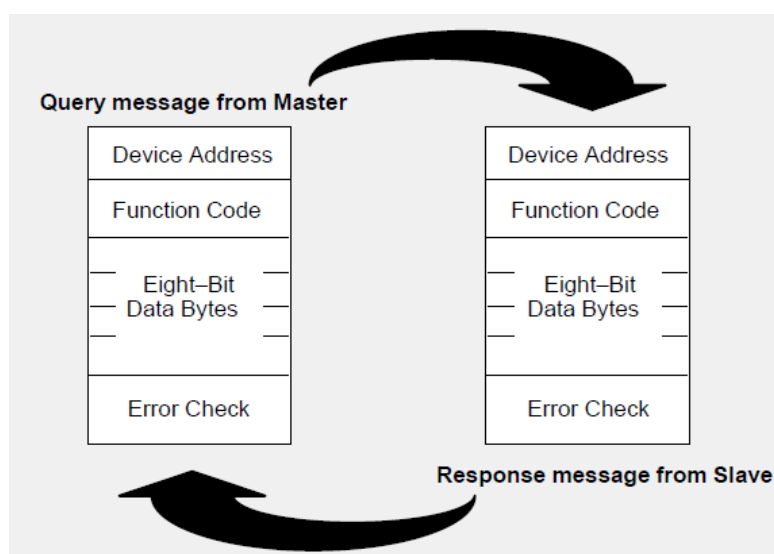 Query message from Master
Device Address
Function Code
Eight–Bit
Data Bytes
Error Check
Device Address
Function Code
Eight–Bit
Data Bytes
Error Check
Response message from Slave